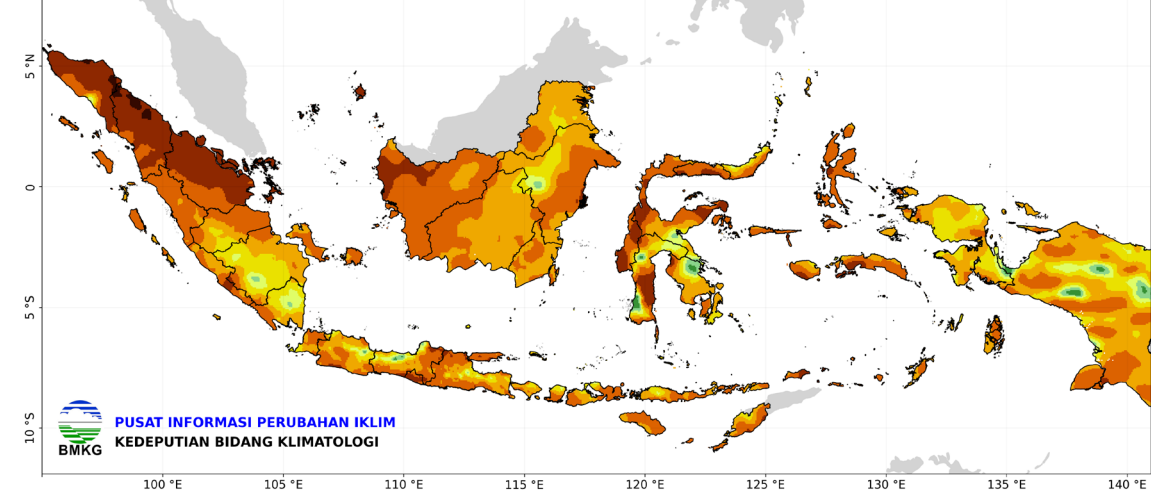 5 °N
0
5 °S
10 °S
BMKG
PUSAT INFORMASI PERUBAHAN IKLIM
KEDEPUTIAN BIDANG KLIMATOLOGI
100 °E
105 °E
110 °E
115 °E
120 °E
125 °E
130 °E
135 °E
140 °E